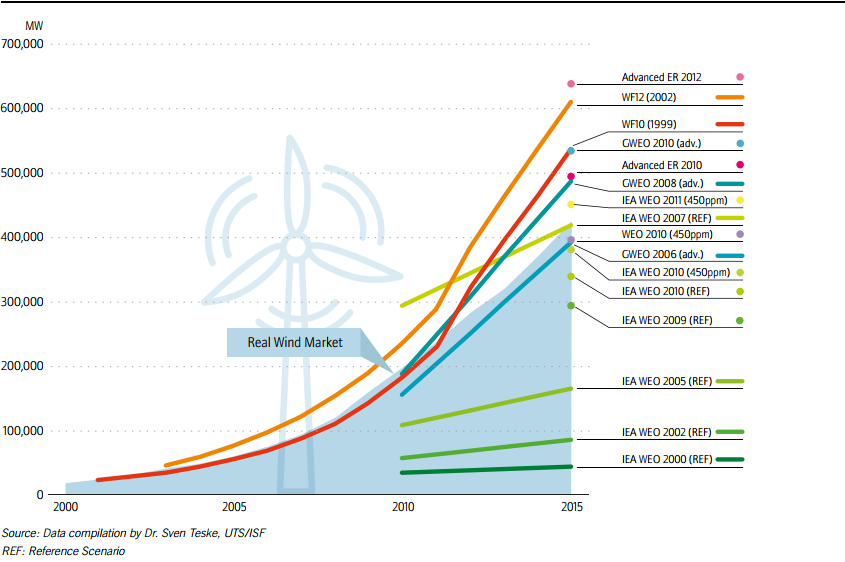 MW
700,000
600,000
500,000
400,000
300,000
200,000
100,000
0
2000
2005
2010
2015
Real Wind Market
Advanced ER 2012
WF12 (2002)
WF10 (1999)
GWEO 2010 (adv.)
Advanced ER 2010
GWEO 2008 (adv.)
IEA WEO 2011 (450ppm)
IEA WEO 2007 (REF)
WEO 2010 (450ppm)
GWEO 2006 (adv.)
IEA WEO 2010 (450ppm)
IEA WEO 2010 (REF)
IEA WEO 2009 (REF)
IEA WEO 2005 (REF)
IEA WEO 2002 (REF)
IEA WEO 2000 (REF)
Source: Data compilation by Dr. Sven Teske, UTS/ISF
REF: Reference Scenario